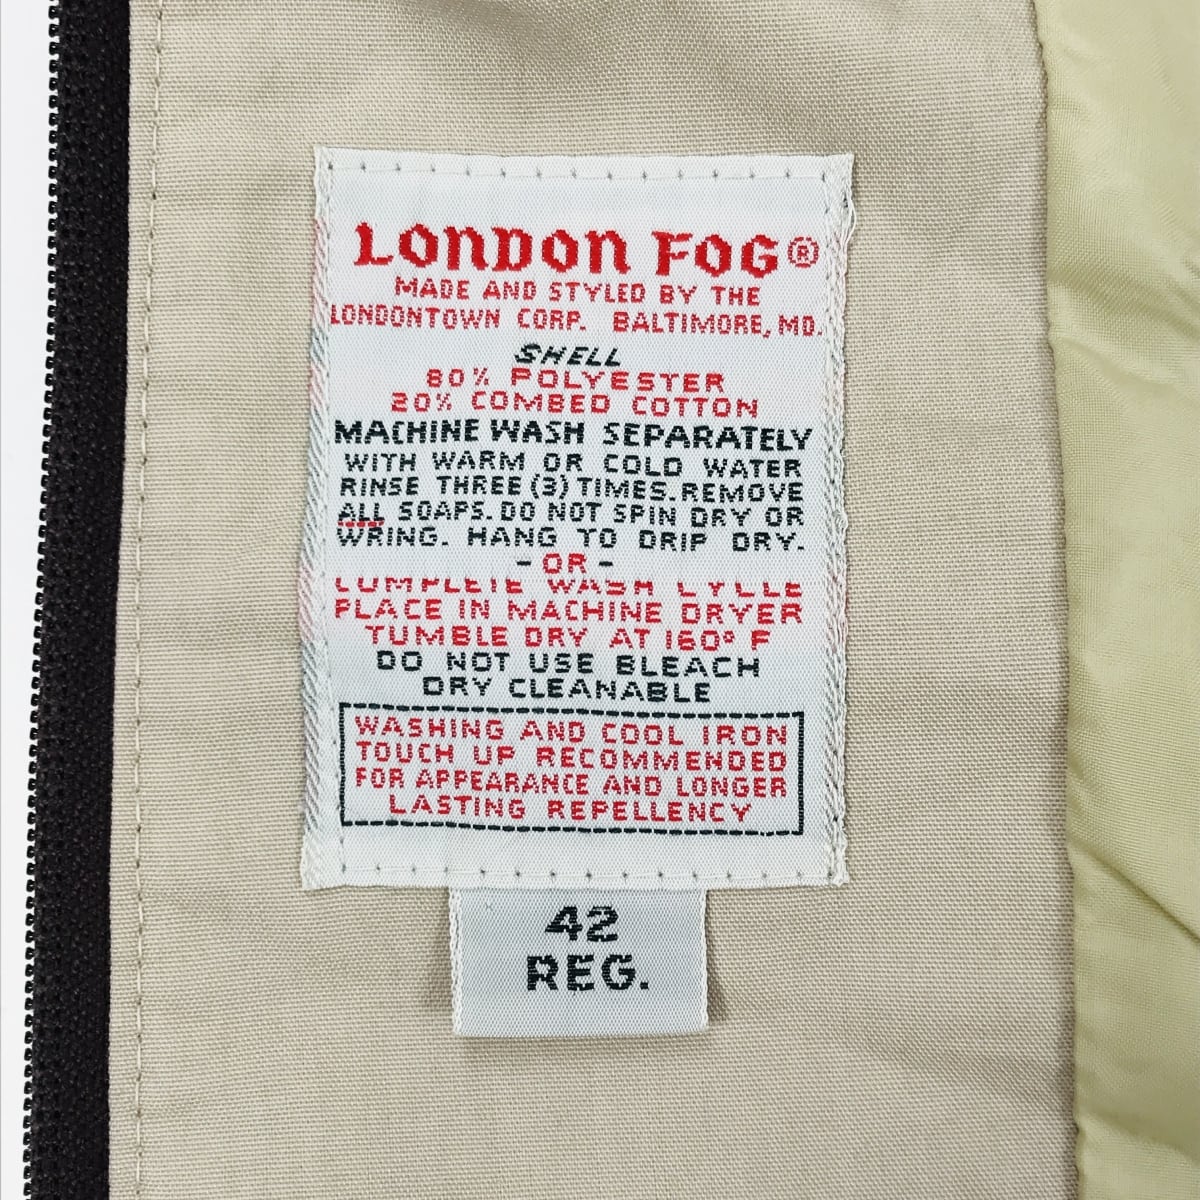 LONDON FOG®
MADE AND STYLED BY THE
LONDONTOWN CORP. BALTIMORE, MD.
SHELL
80% POLYESTER
20% COMBED COTTON
MACHINE WASH SEPARATELY
WITH WARM OR COLD WATER
RINSE THREE (3) TIMES. REMOVE
ALL SOAPS. DO NOT SPIN DRY OR
WRING. HANG TO DRIP DRY.
- OR -
COMPLETE WASH CYCLE
PLACE IN MACHINE DRYER
TUMBLE DRY AT 160° F
DO NOT USE BLEACH
DRY CLEANABLE
WASHING AND COOL IRON
TOUCH UP RECOMMENDED
FOR APPEARANCE AND LONGER
LASTING REPELLENCY
42
REG.